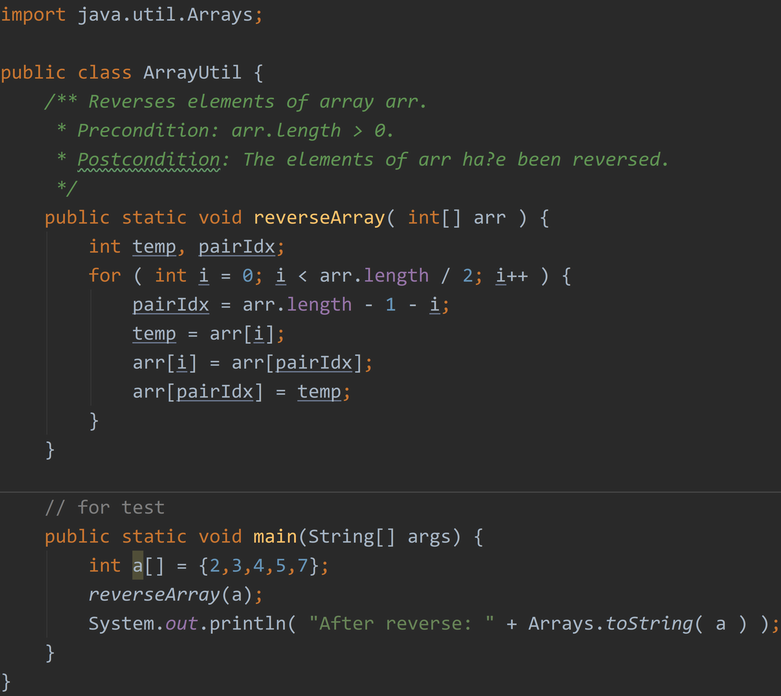 import java.util.Arrays;
public class ArrayUtil {
/** Reverses elements of array arr.
* Precondition: arr.length > 0.
* Postcondition: The elements of arr ha?e been reversed.
*/
public static void reverseArray( int[] arr ) {
int temp, pairIdx;
for ( int i = 0; i < arr.length / 2; i++ ) {
pairIdx = arr.length - 1 - i;
temp = arr[i];
arr[i] = arr[pairIdx];
arr[pairIdx] = temp;
}
}
// for test
public static void main(String[] args) {
int a[] = {2,3,4,5,7};
reverseArray(a);
System.out.println( "After reverse: " + Arrays.toString( a ) );
}
}